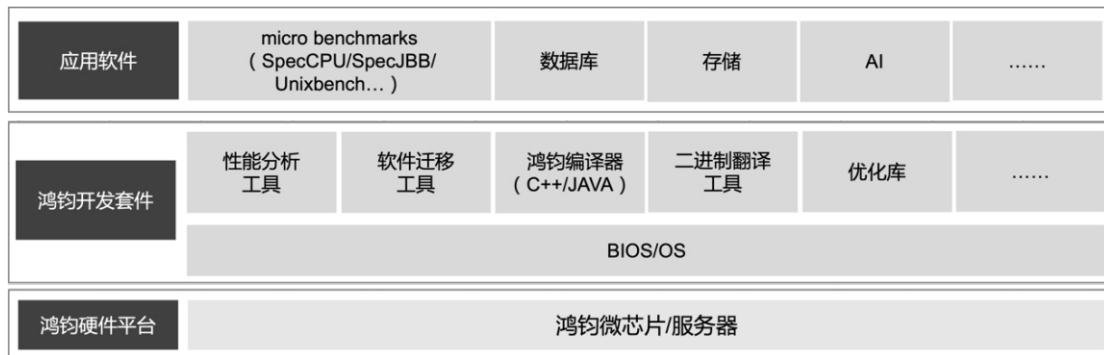 应用软件
micro benchmarks
（SpecCPU/SpecJBB/
Unixbench…）
数据库
存储
AI
……
鸿钧开发套件
性能分析
工具
软件迁移
工具
鸿钧编译器
（C++/JAVA）
二进制翻译
工具
优化库
……
BIOS/OS
鸿钧硬件平台
鸿钧微芯片/服务器